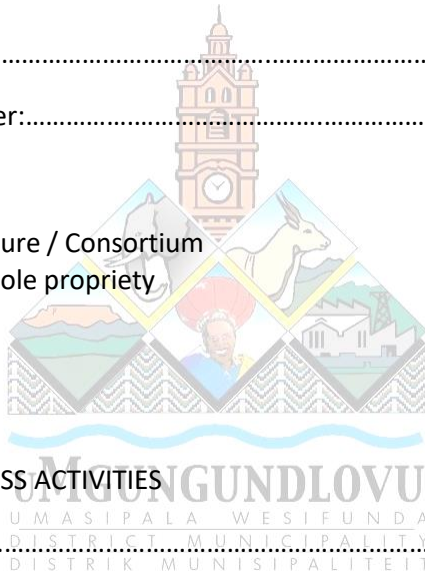 ……………………………………………………
er:……………………………………………………
ure / Consortium
ole propriety
SS ACTIVITIES
UMGUNGUNDLOVU
UMASIPALA WESIFUNDA
DISTRICT MUNICIPALITY
……………………………………………………
DISTRIK MUNISIPALITEIT